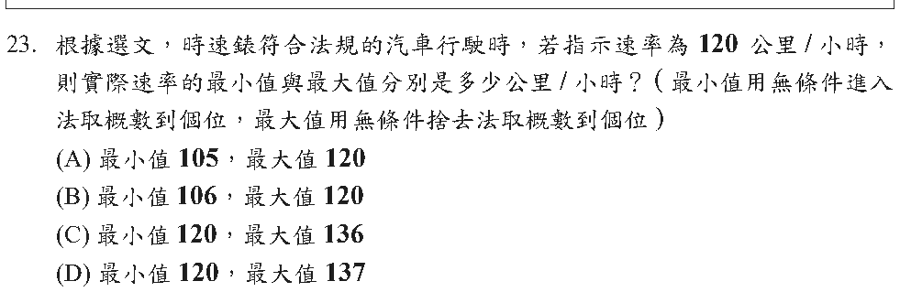 23. 根據選文，時速錶符合法規的汽車行駛時，若指示速率為 120 公里 / 小時，
則實際速率的最小值與最大值分別是多少公里 / 小時？（最小值用無條件進入
法取概數到個位，最大值用無條件捨去法取概數到個位）
(A) 最小值 105，最大值 120
(B) 最小值 106，最大值 120
(C) 最小值 120，最大值 136
(D) 最小值 120，最大值 137